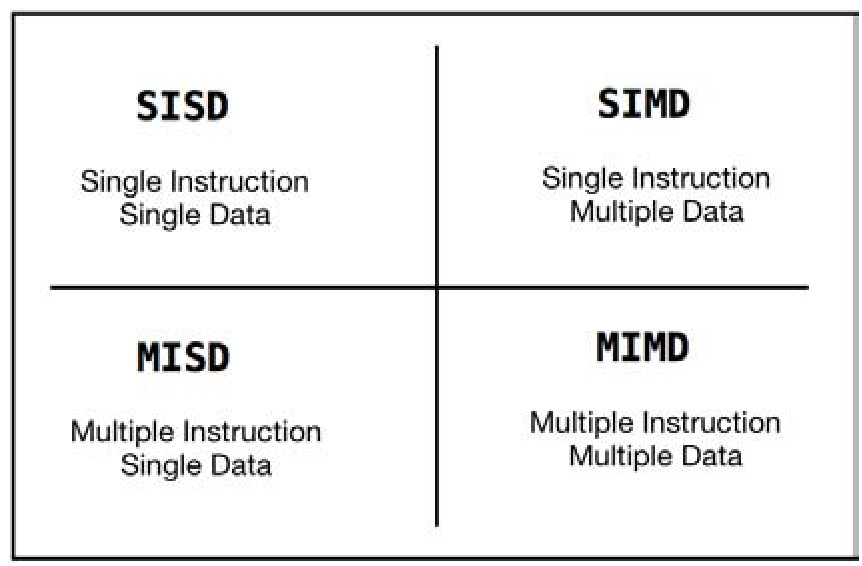 SISD
Single Instruction
Single Data
SIMD
Single Instruction
Multiple Data
MISD
Multiple Instruction
Single Data
MIMD
Multiple Instruction
Multiple Data